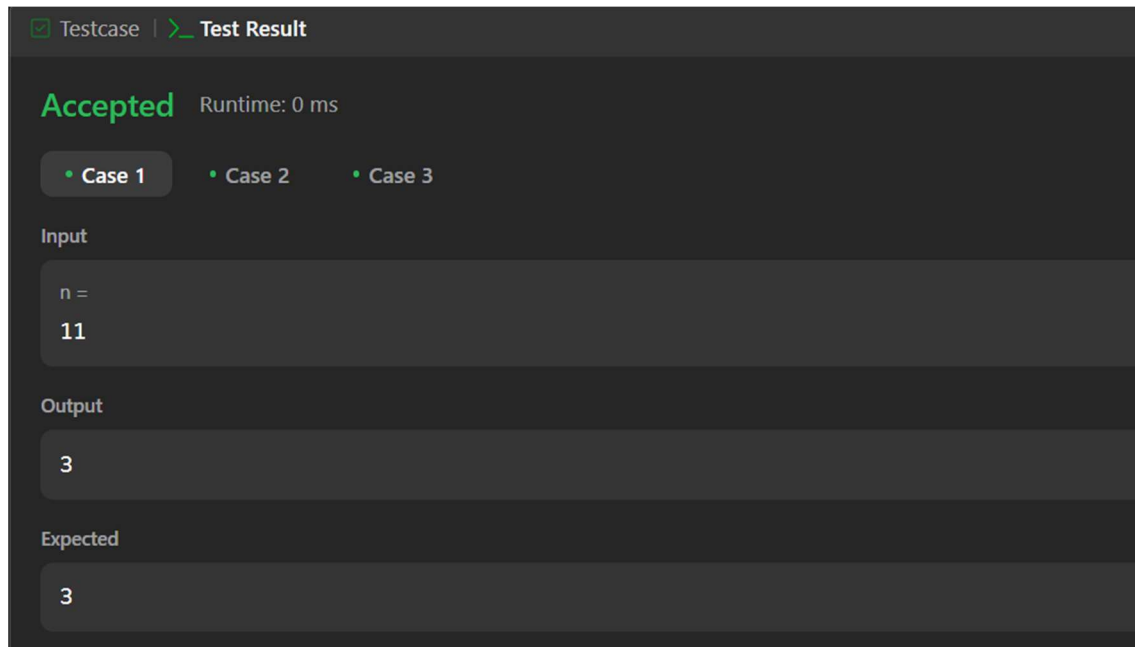 Testcase | >_ Test Result
Accepted Runtime: 0 ms
• Case 1 • Case 2 • Case 3
Input
n =
11
Output
3
Expected
3